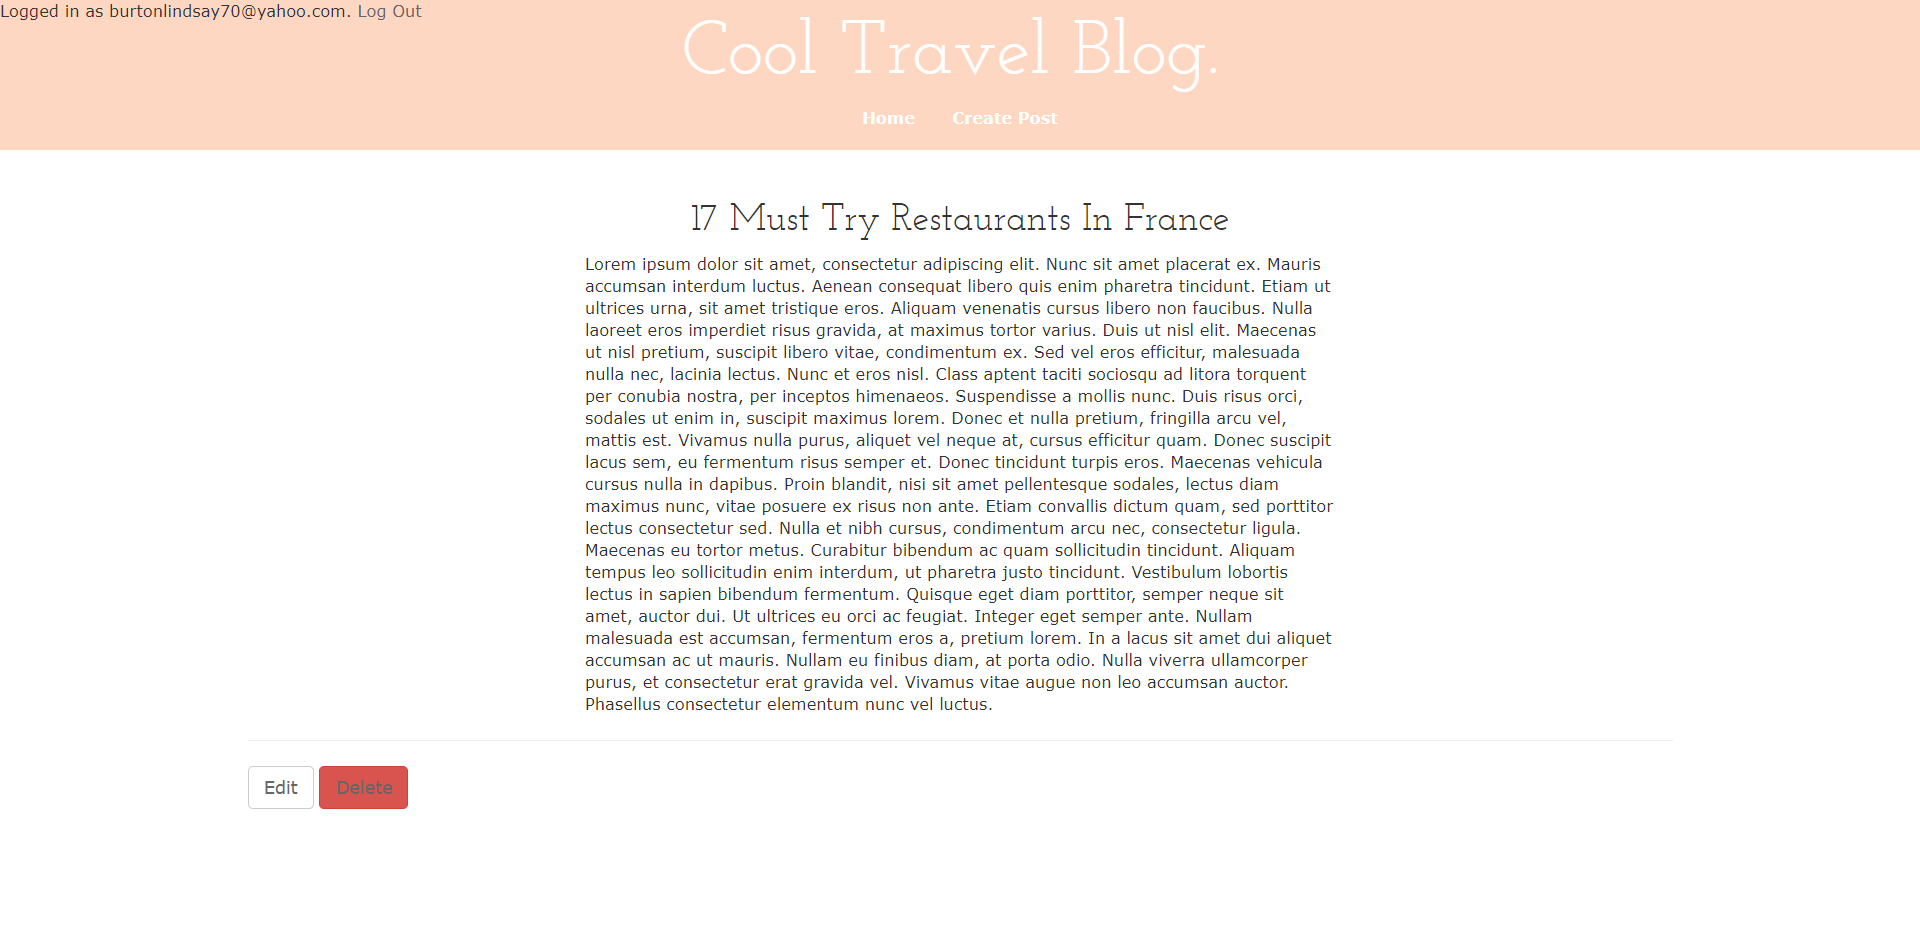 Logged in as burtonlindsay70@yahoo.com. Log Out
Cool Travel Blog.
Home Create Post
17 Must Try Restaurants In France
Lorem ipsum dolor sit amet, consectetur adipiscing elit. Nunc sit amet placerat ex. Mauris
accumsan interdum luctus. Aenean consequat libero quis enim pharetra tincidunt. Etiam ut
ultrices urna, sit amet tristique eros. Aliquam venenatis cursus libero non faucibus. Nulla
laoreet eros imperdiet risus gravida, at maximus tortor varius. Duis ut nisl elit. Maecenas
ut nisl pretium, suscipit libero vitae, condimentum ex. Sed vel eros efficitur, malesuada
nulla nec, lacinia lectus. Nunc et eros nisl. Class aptent taciti sociosqu ad litora torquent
per conubia nostra, per inceptos himenaeos. Suspendisse a mollis nunc. Duis risus orci,
sodales ut enim in, suscipit maximus lorem. Donec et nulla pretium, fringilla arcu vel,
mattis est. Vivamus nulla purus, aliquet vel neque at, cursus efficitur quam. Donec suscipit
lacus sem, eu fermentum risus semper et. Donec tincidunt turpis eros. Maecenas vehicula
cursus nulla in dapibus. Proin blandit, nisi sit amet pellentesque sodales, lectus diam
maximus nunc, vitae posuere ex risus non ante. Etiam convallis dictum quam, sed porttitor
lectus consectetur sed. Nulla et nibh cursus, condimentum arcu nec, consectetur ligula.
Maecenas eu tortor metus. Curabitur bibendum ac quam sollicitudin tincidunt. Aliquam
tempus leo sollicitudin enim interdum, ut pharetra justo tincidunt. Vestibulum lobortis
lectus in sapien bibendum fermentum. Quisque eget diam porttitor, semper neque sit
amet, auctor dui. Ut ultrices eu orci ac feugiat. Integer eget semper ante. Nullam
malesuada est accumsan, fermentum eros a, pretium lorem. In a lacus sit amet dui aliquet
accumsan ac ut mauris. Nullam eu finibus diam, at porta odio. Nulla viverra ullamcorper
purus, et consectetur erat gravida vel. Vivamus vitae augue non leo accumsan auctor.
Phasellus consectetur elementum nunc vel luctus.
Edit Delete